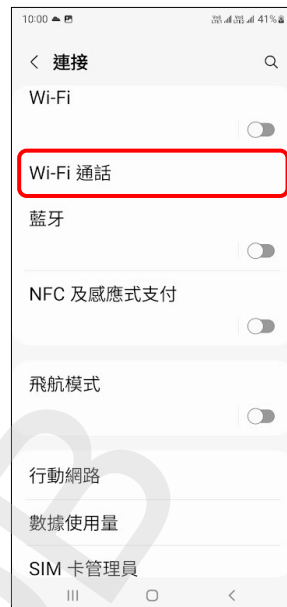 10:00 41%
連接
Wi-Fi
Wi-Fi 通話
藍牙
NFC 及感應式支付
飛航模式
行動網路
數據使用量
SIM 卡管理員